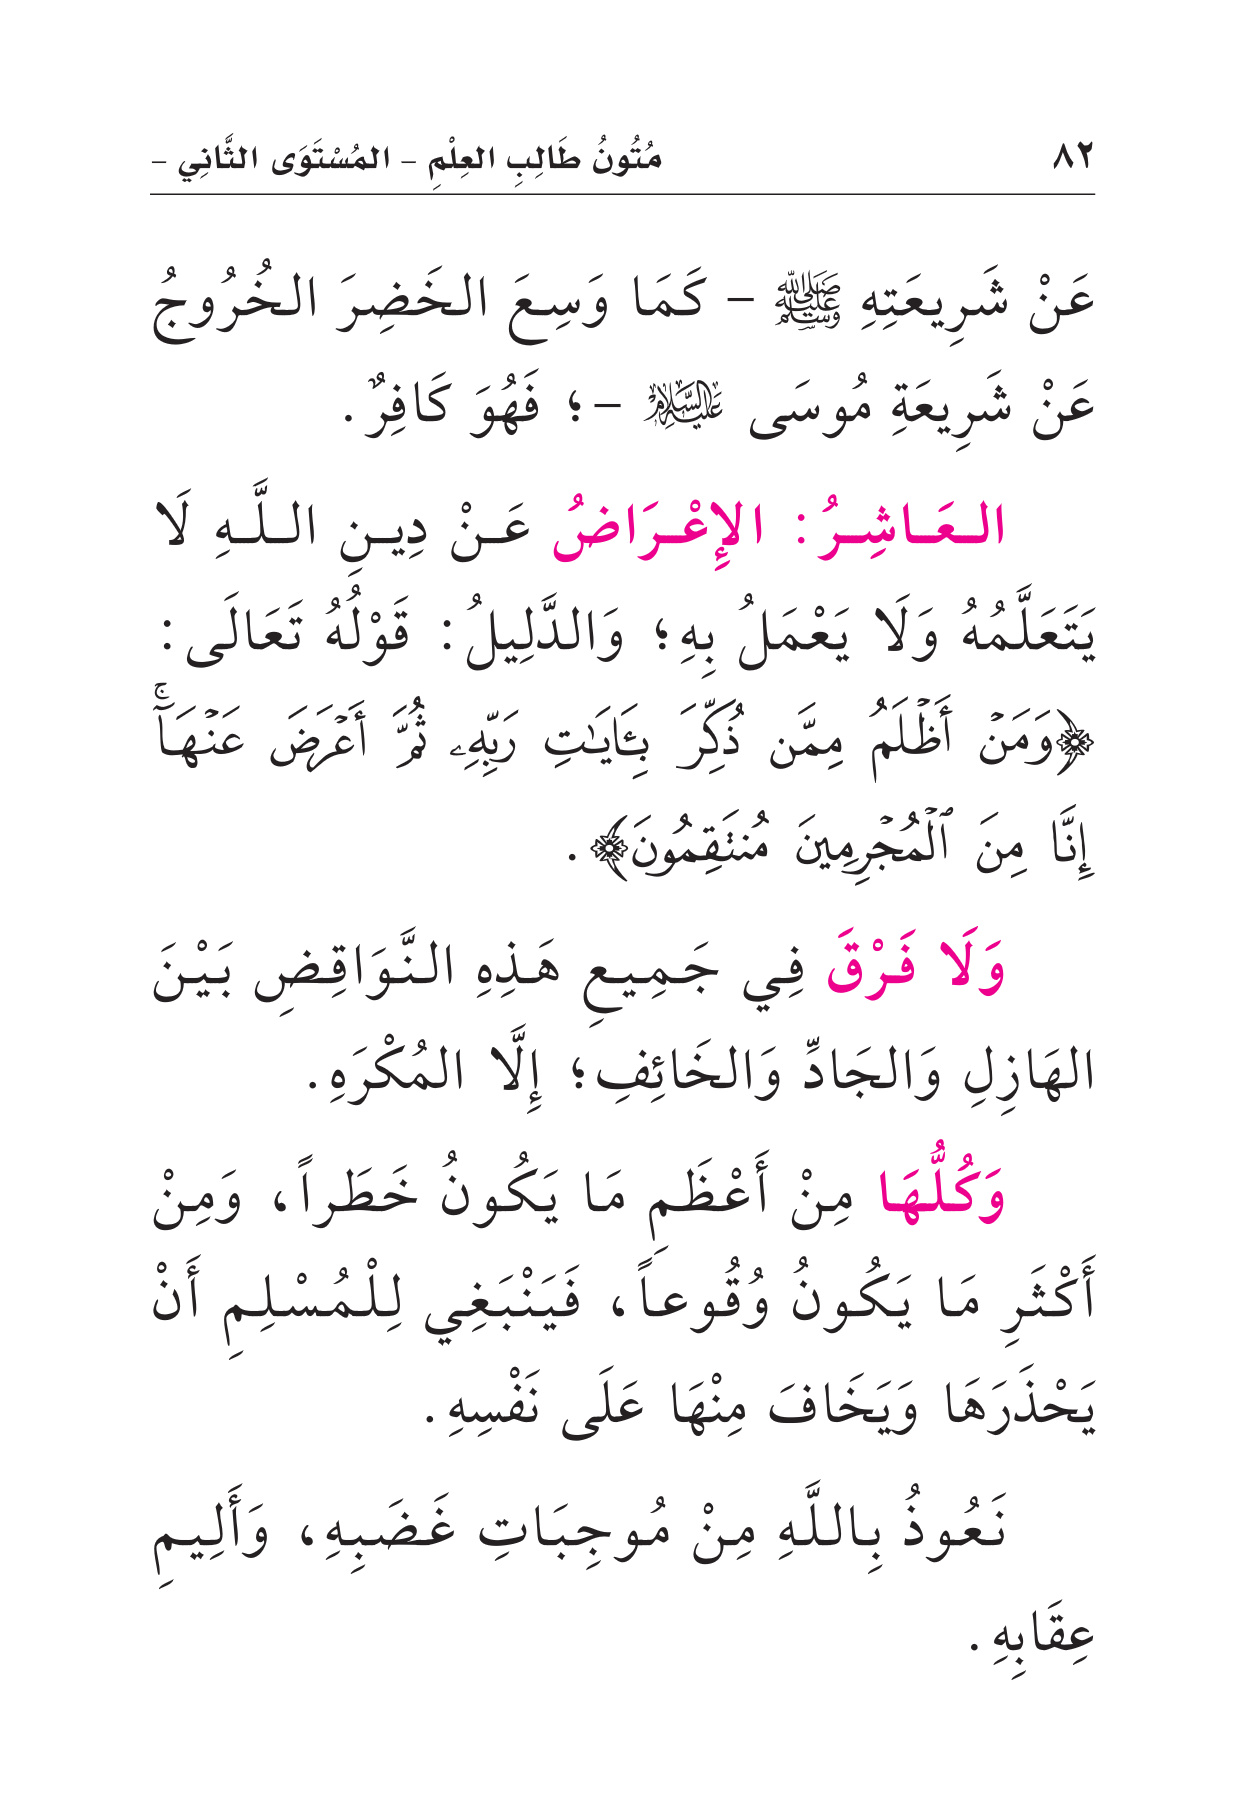 ٨٢ مُتُونُ طَالِبِ العِلْمِ – المُسْتَوَى الثَّانِي –
عَنْ شَرِيعَتِهِ ﷺ – كَمَا وَسِعَ الخَضِرَ الخُرُوجُ
عَنْ شَرِيعَةِ مُوسَى عَلَيْهِ السَّلَامُ –؛ فَهُوَ كَافِرٌ.
العَاشِرُ: الإِعْرَاضُ عَنْ دِينِ اللَّهِ لَا
يَتَعَلَّمُهُ وَلَا يَعْمَلُ بِهِ؛ وَالدَّلِيلُ: قَوْلُهُ تَعَالَى:
﴿وَمَنۡ أَظۡلَمُ مِمَّن ذُكِّرَ بِـَٔايَٰتِ رَبِّهِۦ ثُمَّ أَعۡرَضَ عَنۡهَآۚ
إِنَّا مِنَ ٱلۡمُجۡرِمِينَ مُنتَقِمُونَ﴾.
وَلَا فَرْقَ فِي جَمِيعِ هَذِهِ النَّوَاقِضِ بَيْنَ
الهَازِلِ وَالجَادِّ وَالخَائِفِ؛ إِلَّا المُكْرَهِ.
وَكُلُّهَا مِنْ أَعْظَمِ مَا يَكُونُ خَطَراً، وَمِنْ
أَكْثَرِ مَا يَكُونُ وُقُوعاً، فَيَنْبَغِي لِلْمُسْلِمِ أَنْ
يَحْذَرَهَا وَيَخَافَ مِنْهَا عَلَى نَفْسِهِ.
نَعُوذُ بِاللَّهِ مِنْ مُوجِبَاتِ غَضَبِهِ، وَأَلِيمِ
عِقَابِهِ.